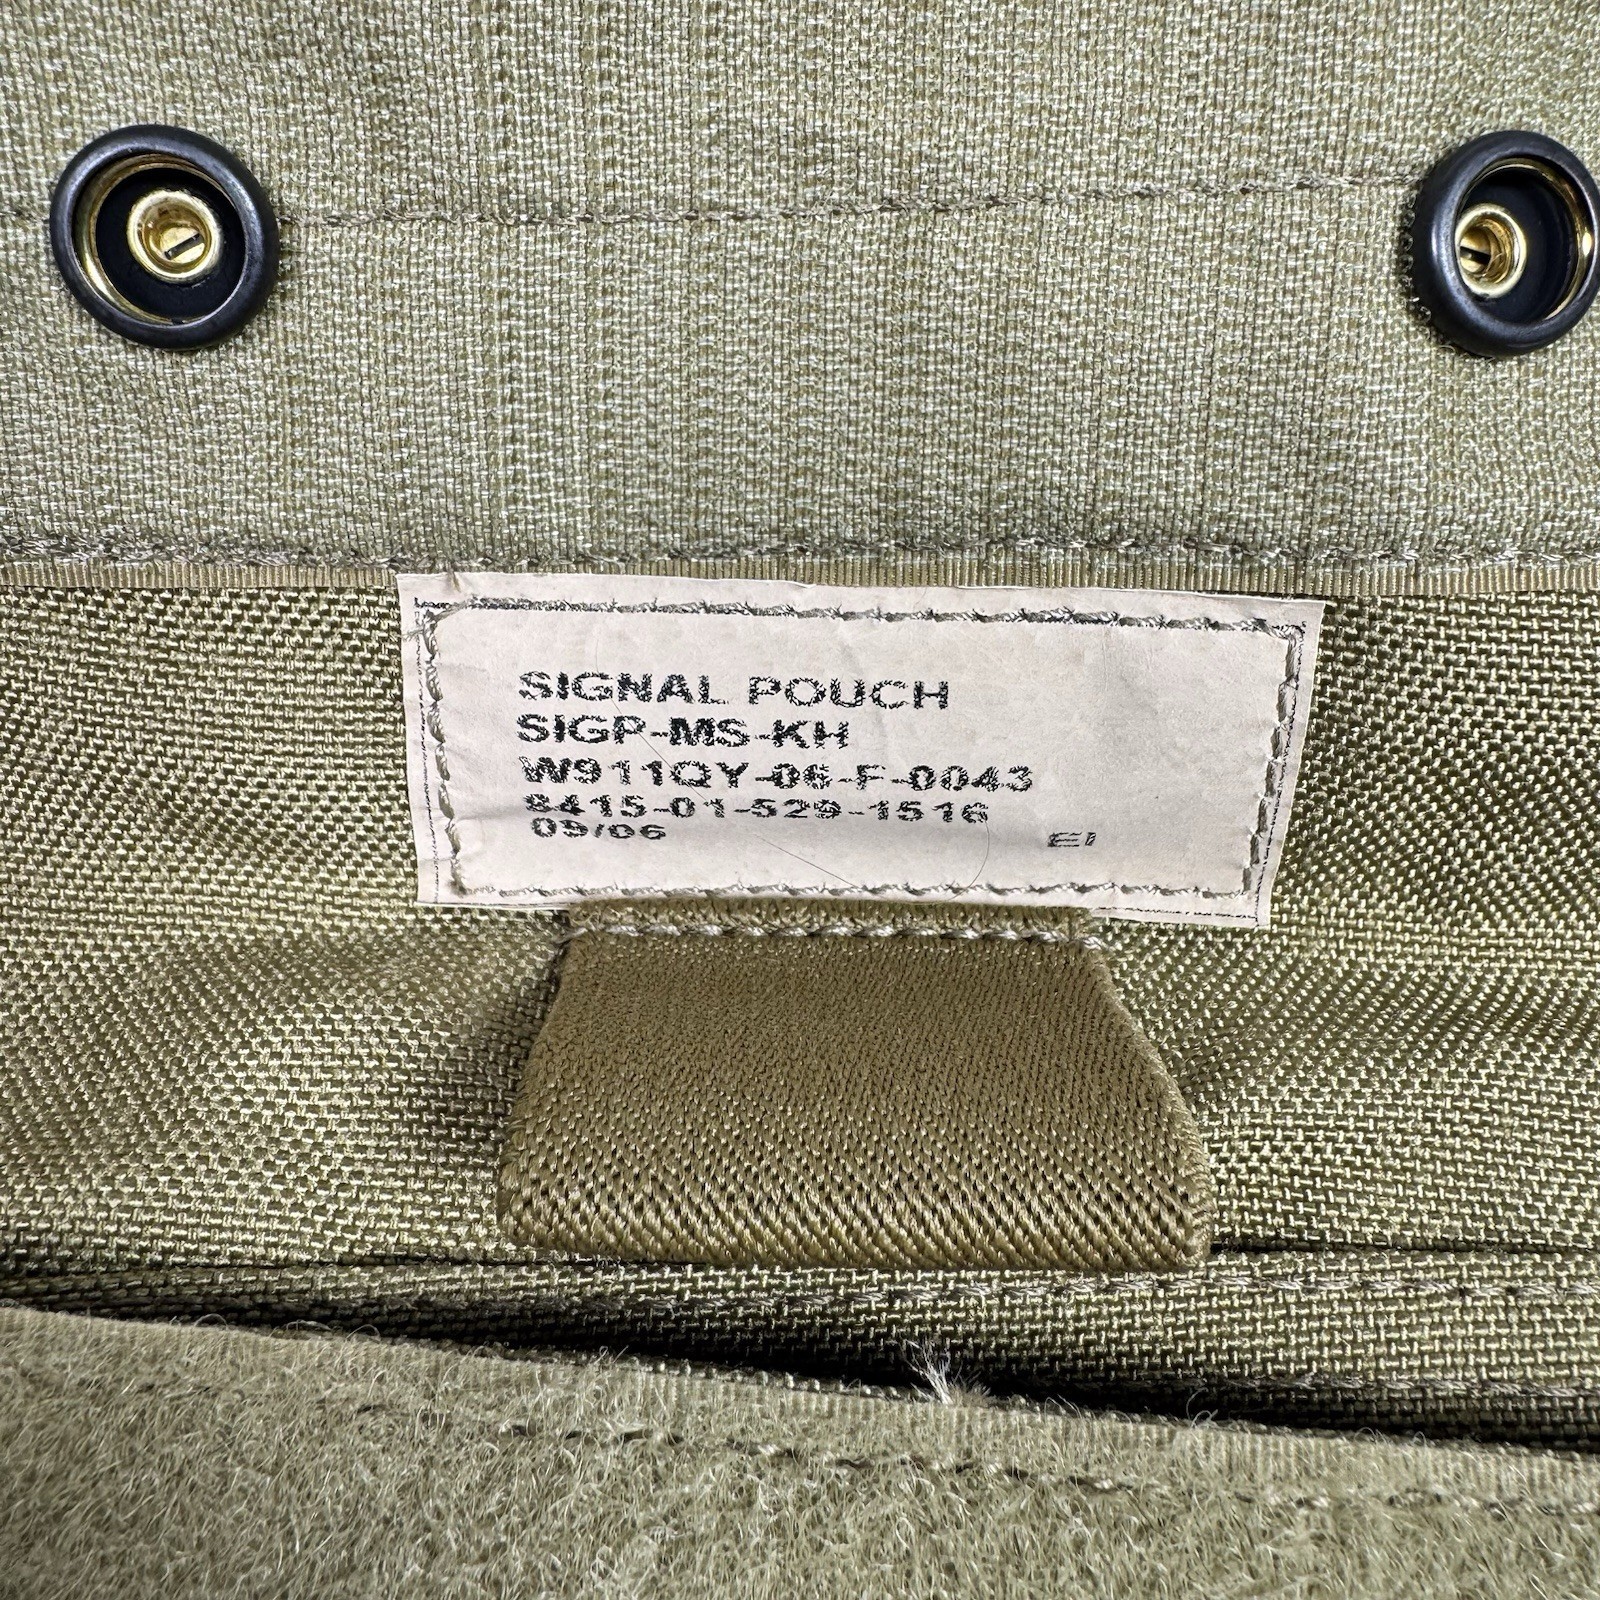 SIGNAL POUCH
SIGP-MS-KH
W911QY-06-F-0043
8415-01-529-1516
09/06 EI